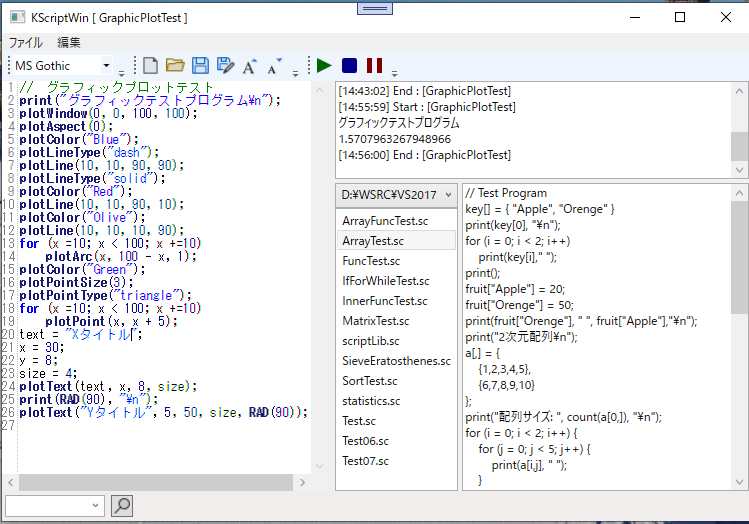 KScriptWin [ GraphicPlotTest ]
ファイル 編集
MS Gothic
1 // グラフィックプロットテスト
2 print("グラフィックテストプログラム¥n");
3 plotWindow(0, 0, 100, 100);
4 plotAspect(0);
5 plotColor("Blue");
6 plotLineType("dash");
7 plotLine(10, 10, 90, 90);
8 plotLineType("solid");
9 plotColor("Red");
10 plotLine(10, 10, 90, 10);
11 plotColor("Olive");
12 plotLine(10, 10, 10, 90);
13 for (x =10; x < 100; x +=10)
14 plotArc(x, 100 - x, 1);
15 plotColor("Green");
16 plotPointSize(3);
17 plotPointType("triangle");
18 for (x =10; x < 100; x +=10)
19 plotPoint(x, x + 5);
20 text = "Xタイトル";
21 x = 30;
22 y = 8;
23 size = 4;
24 plotText(text, x, 8, size);
25 print(RAD(90), "¥n");
26 plotText("Yタイトル", 5, 50, size, RAD(90));
27
[14:43:02] End : [GraphicPlotTest]
[14:55:59] Start : [GraphicPlotTest]
グラフィックテストプログラム
1.5707963267948966
[14:56:00] End : [GraphicPlotTest]
D:¥WSRC¥VS2017
ArrayFuncTest.sc
ArrayTest.sc
FuncTest.sc
IfForWhileTest.sc
InnerFuncTest.sc
MatrixTest.sc
scriptLib.sc
SieveEratosthenes.sc
SortTest.sc
statistics.sc
Test.sc
Test06.sc
Test07.sc
// Test Program
key[] = { "Apple", "Orenge" }
print(key[0], "¥n");
for (i = 0; i < 2; i++)
print(key[i]," ");
print();
fruit["Apple"] = 20;
fruit["Orenge"] = 50;
print(fruit["Orenge"], " ", fruit["Apple"],"¥n");
print("2次元配列¥n");
a[,] = {
{1,2,3,4,5},
{6,7,8,9,10}
};
print("配列サイズ: ", count(a[0,]), "¥n");
for (i = 0; i < 2; i++) {
for (j = 0; j < 5; j++) {
print(a[i,j], " ");
}